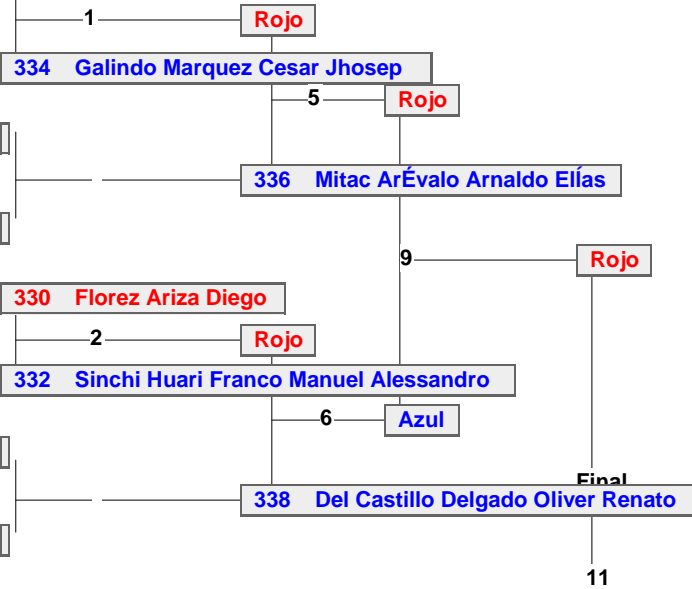 1 Rojo
334 Galindo Marquez Cesar Jhosep
5 Rojo
336 Mitac ArÉvalo Arnaldo ElÍas
9 Rojo
330 Florez Ariza Diego
2 Rojo
332 Sinchi Huari Franco Manuel Alessandro
6 Azul
Final
338 Del Castillo Delgado Oliver Renato
11